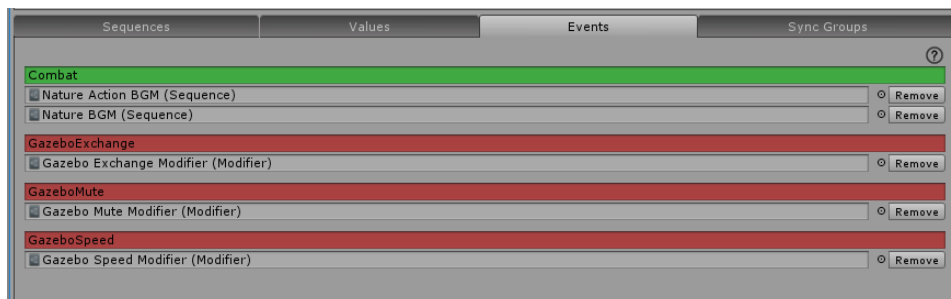 Sequences Values Events Sync Groups
?
Combat
Nature Action BGM (Sequence) Remove
Nature BGM (Sequence) Remove
GazeboExchange
Gazebo Exchange Modifier (Modifier) Remove
GazeboMute
Gazebo Mute Modifier (Modifier) Remove
GazeboSpeed
Gazebo Speed Modifier (Modifier) Remove